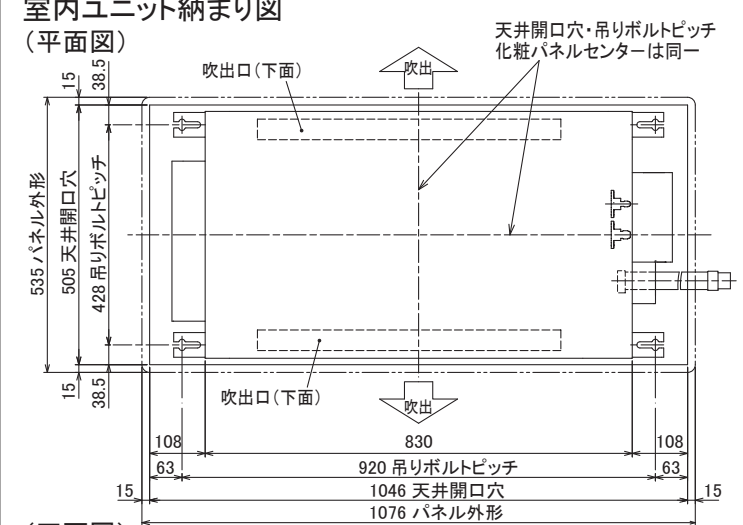 室内ユニット納まり図
(平面図)
天井開口穴・吊りボルトピッチ
化粧パネルセンターは同一
吹出口(下面)
吹出
15
38.5
535 パネル外形
505 天井開口穴
428 吊りボルトピッチ
15
38.5
吹出口(下面)
吹出
108
830
108
63
920 吊りボルトピッチ
63
15
1046 天井開口穴
15
1076 パネル外形